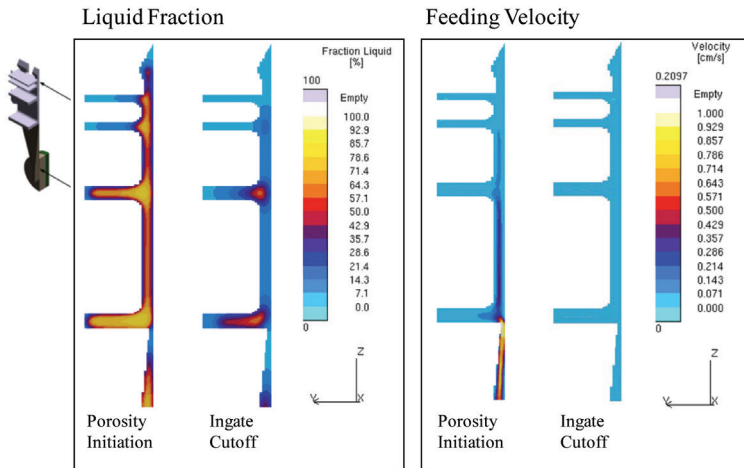 Liquid Fraction
Feeding Velocity
Fraction Liquid
[%]
100
Empty
100.0
92.9
85.7
78.6
71.4
64.3
57.1
50.0
42.9
35.7
28.6
21.4
14.3
7.1
0.0
0
Z
Y
X
Porosity
Initiation
Ingate
Cutoff
Velocity
[cm/s]
0.2097
Empty
1.000
0.929
0.857
0.786
0.714
0.643
0.571
0.500
0.429
0.357
0.286
0.214
0.143
0.071
0.000
0
Z
Y
X
Porosity
Initiation
Ingate
Cutoff